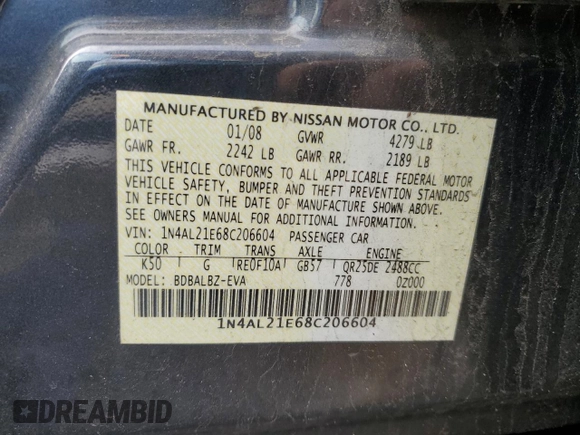 MANUFACTURED BY NISSAN MOTOR CO., LTD.
DATE 01/08 GVWR 4279 LB
GAWR FR. 2242 LB GAWR RR. 2189 LB
THIS VEHICLE CONFORMS TO ALL APPLICABLE FEDERAL MOTOR
VEHICLE SAFETY, BUMPER AND THEFT PREVENTION STANDARDS
IN EFFECT ON THE DATE OF MANUFACTURE SHOWN ABOVE.
SEE OWNERS MANUAL FOR ADDITIONAL INFORMATION.
VIN: 1N4AL21E68C206604 PASSENGER CAR
COLOR TRIM TRANS AXLE ENGINE
K50 G RE0F10A GB57 QR25DE 2488CC
MODEL: BDBALBZ-EVA 778 0Z000
1N4AL21E68C206604
DREAMBID